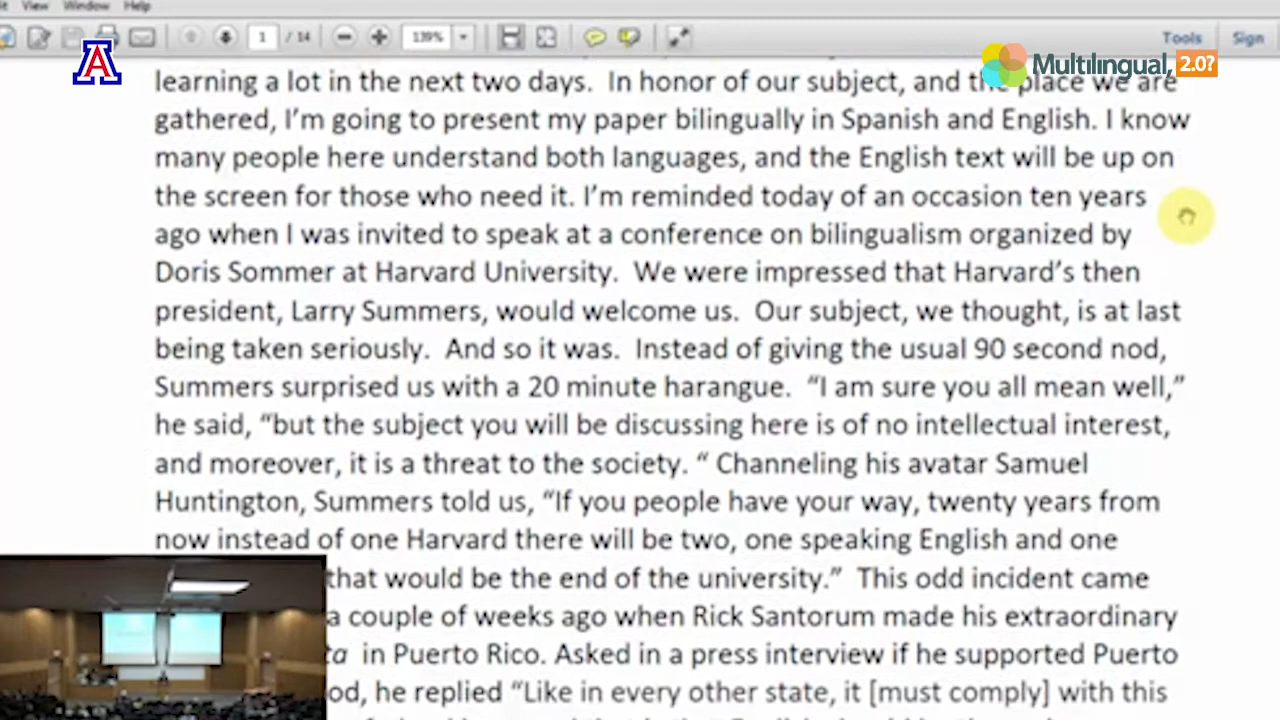 View Window Help
1 / 14 139% Tools Sign
A
Multilingual, 2.0?
learning a lot in the next two days. In honor of our subject, and the place we are
gathered, I’m going to present my paper bilingually in Spanish and English. I know
many people here understand both languages, and the English text will be up on
the screen for those who need it. I’m reminded today of an occasion ten years
ago when I was invited to speak at a conference on bilingualism organized by
Doris Sommer at Harvard University. We were impressed that Harvard’s then
president, Larry Summers, would welcome us. Our subject, we thought, is at last
being taken seriously. And so it was. Instead of giving the usual 90 second nod,
Summers surprised us with a 20 minute harangue. “I am sure you all mean well,”
he said, “but the subject you will be discussing here is of no intellectual interest,
and moreover, it is a threat to the society. “ Channeling his avatar Samuel
Huntington, Summers told us, “If you people have your way, twenty years from
now instead of one Harvard there will be two, one speaking English and one
that would be the end of the university.” This odd incident came
a couple of weeks ago when Rick Santorum made his extraordinary
ta in Puerto Rico. Asked in a press interview if he supported Puerto
od, he replied “Like in every other state, it [must comply] with this